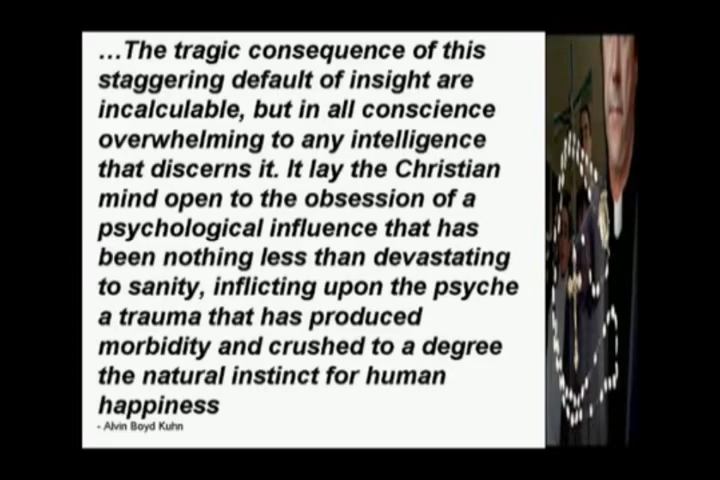 ...The tragic consequence of this
staggering default of insight are
incalculable, but in all conscience
overwhelming to any intelligence
that discerns it. It lay the Christian
mind open to the obsession of a
psychological influence that has
been nothing less than devastating
to sanity, inflicting upon the psyche
a trauma that has produced
morbidity and crushed to a degree
the natural instinct for human
happiness
- Alvin Boyd Kuhn